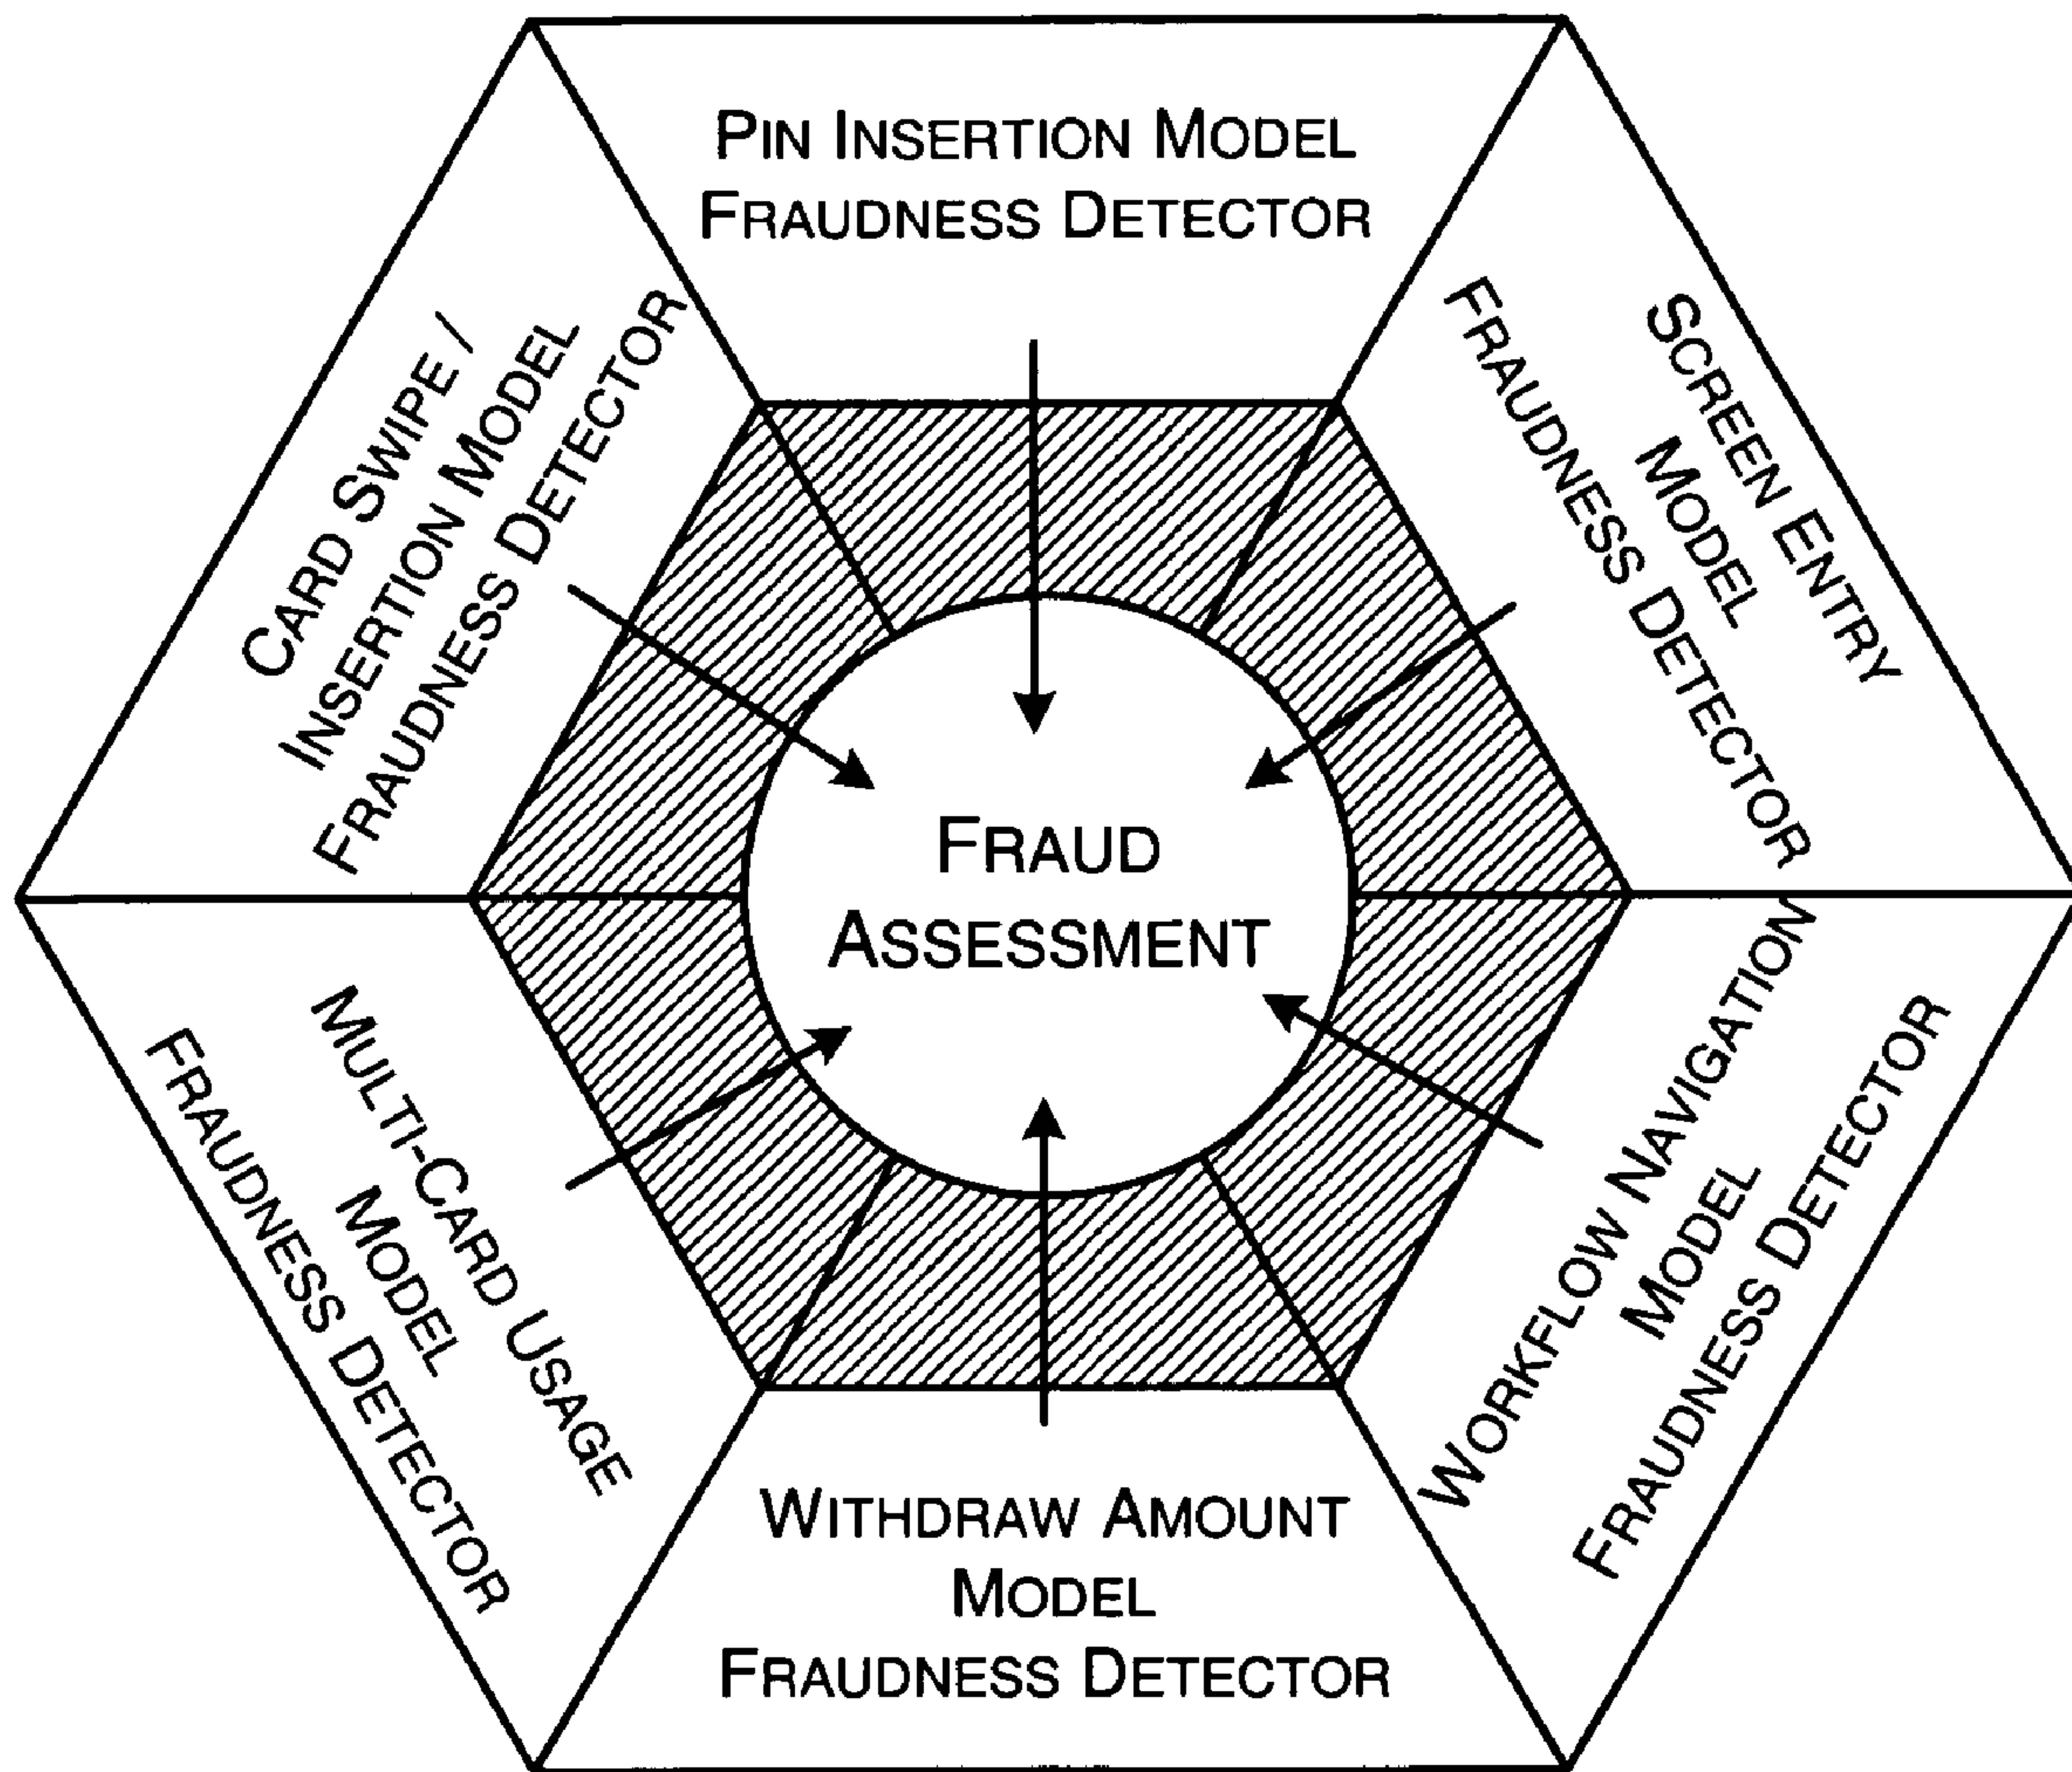 PIN INSERTION MODEL
FRAUDNESS DETECTOR
SCREEN ENTRY
MODEL
FRAUDNESS DETECTOR
CARD SWIPE /
INSERTION MODEL
FRAUDNESS DETECTOR
FRAUD
ASSESSMENT
MULTI-CARD USAGE
MODEL
FRAUDNESS DETECTOR
WORKFLOW NAVIGATION
MODEL
FRAUDNESS DETECTOR
WITHDRAW AMOUNT
MODEL
FRAUDNESS DETECTOR